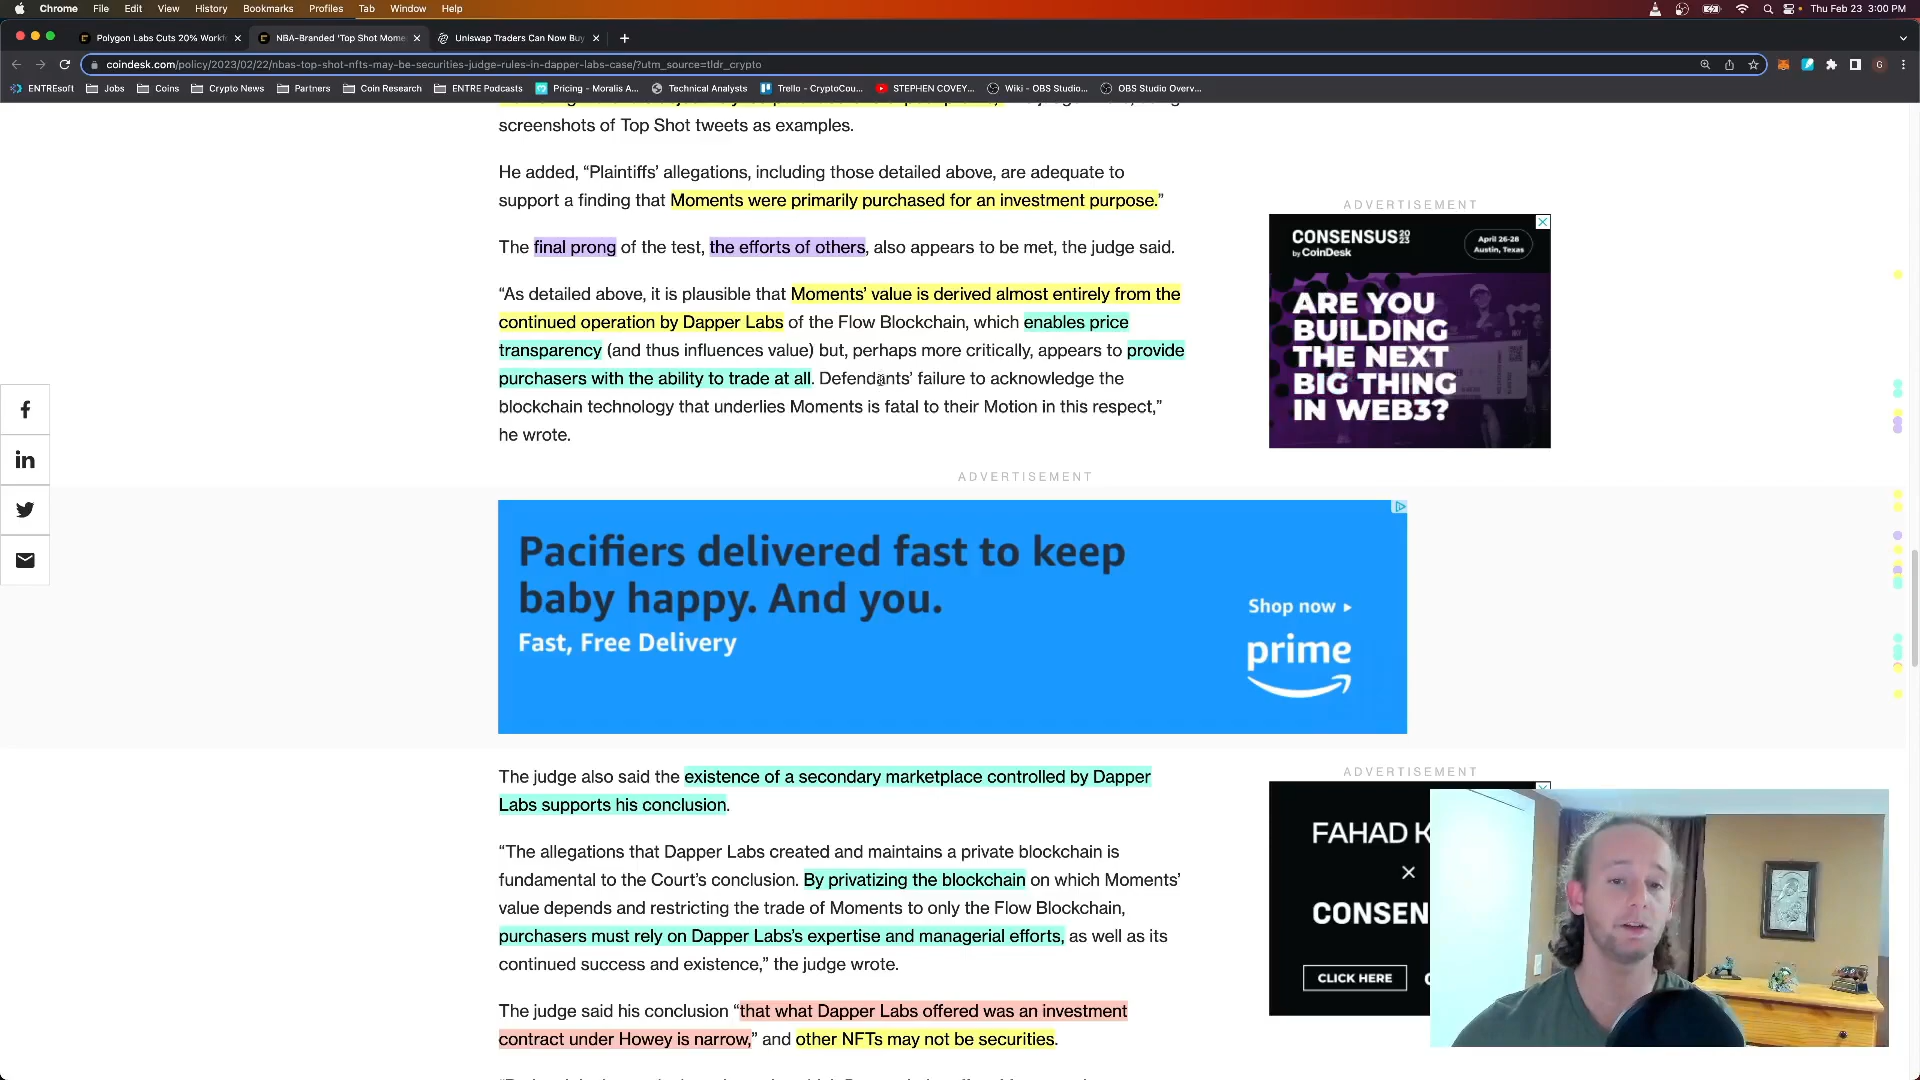 Chrome File Edit View History Bookmarks Profiles Tab Window Help Thu Feb 23 3:00 PM
Polygon Labs Cuts 20% Workf NBA-Branded 'Top Shot Mome Uniswap Traders Can Now Buy
coindesk.com/policy/2023/02/22/nbas-top-shot-nfts-may-be-securities-judge-rules-in-dapper-labs-case/?utm_source=tldr_crypto
ENTREsoft Jobs Coins Crypto News Partners Coin Research ENTRE Podcasts Pricing - Moralis A... Technical Analysts Trello - CryptoCou... STEPHEN COVEY... Wiki - OBS Studio... OBS Studio Overv...
screenshots of Top Shot tweets as examples.
He added, “Plaintiffs’ allegations, including those detailed above, are adequate to
support a finding that Moments were primarily purchased for an investment purpose.”
The final prong of the test, the efforts of others, also appears to be met, the judge said.
“As detailed above, it is plausible that Moments’ value is derived almost entirely from the
continued operation by Dapper Labs of the Flow Blockchain, which enables price
transparency (and thus influences value) but, perhaps more critically, appears to provide
purchasers with the ability to trade at all. Defendants’ failure to acknowledge the
blockchain technology that underlies Moments is fatal to their Motion in this respect,”
he wrote.
ADVERTISEMENT
CONSENSUS 2023
by CoinDesk
April 26-28
Austin, Texas
ARE YOU
BUILDING
THE NEXT
BIG THING
IN WEB3?
ADVERTISEMENT
Pacifiers delivered fast to keep
baby happy. And you.
Fast, Free Delivery
Shop now
prime
The judge also said the existence of a secondary marketplace controlled by Dapper
Labs supports his conclusion.
“The allegations that Dapper Labs created and maintains a private blockchain is
fundamental to the Court’s conclusion. By privatizing the blockchain on which Moments’
value depends and restricting the trade of Moments to only the Flow Blockchain,
purchasers must rely on Dapper Labs’s expertise and managerial efforts, as well as its
continued success and existence,” the judge wrote.
The judge said his conclusion “that what Dapper Labs offered was an investment
contract under Howey is narrow,” and other NFTs may not be securities.
ADVERTISEMENT
FAHAD K
×
CONSEN
CLICK HERE